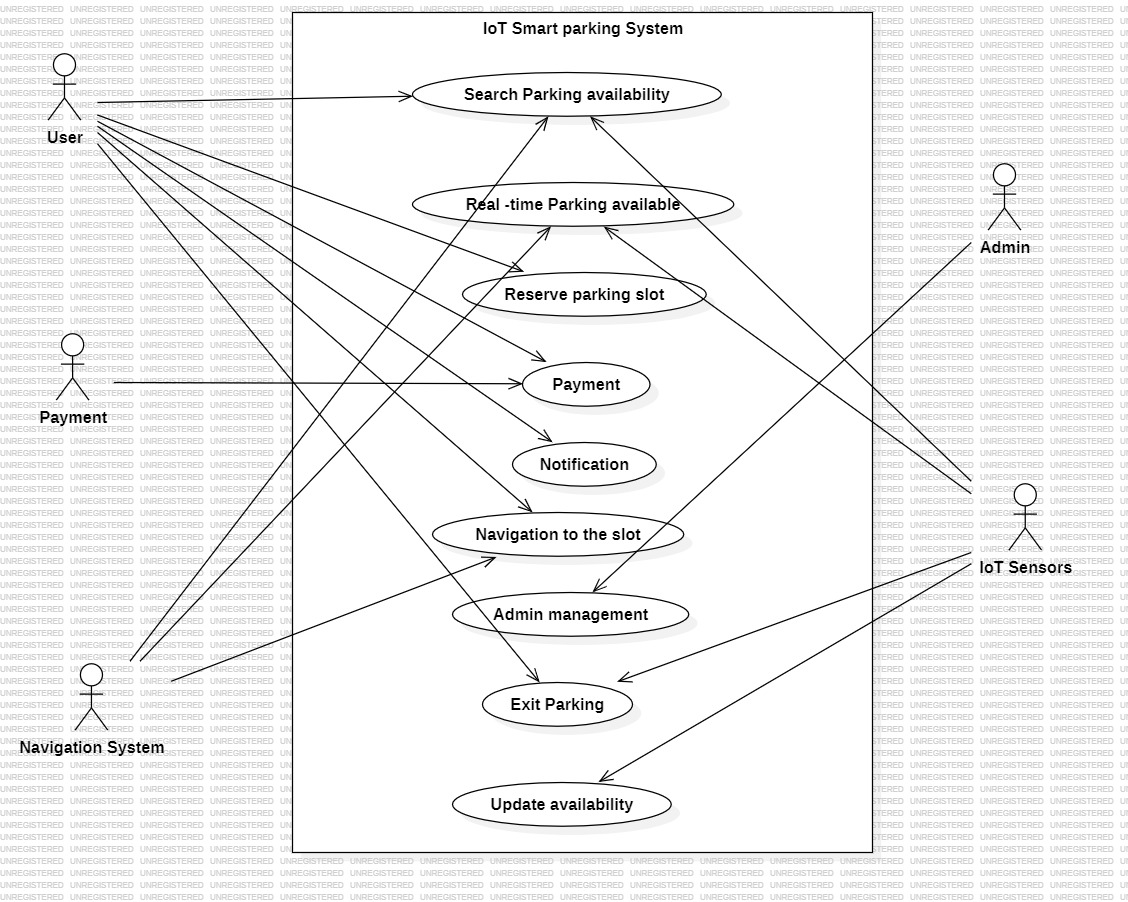 IoT Smart parking System
Search Parking availability
User
Real -time Parking available
Admin
Reserve parking slot
Payment
Payment
Notification
Navigation to the slot
IoT Sensors
Admin management
Exit Parking
Navigation System
Update availability
UNREGISTERED